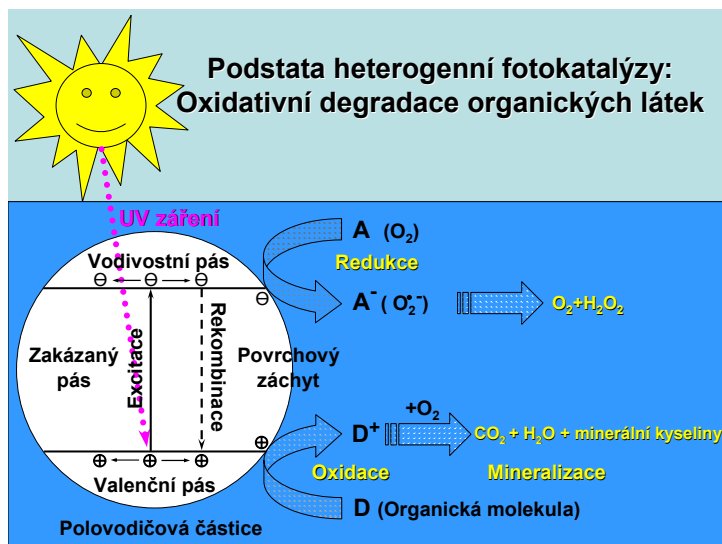 Podstata heterogenní fotokatalýzy:
Oxidativní degradace organických látek
UV záření
Vodivostní pás
⊖ ⊖ ⊖
⊖
Zakázaný
pás
Excitace
Rekombinace
Povrchový
záchyt
⊕
⊕ ⊕ ⊕
Valenční pás
Polovodičová částice
A (O₂)
Redukce
A⁻ ( O₂•⁻)
O₂+H₂O₂
+O₂
D⁺
CO₂ + H₂O + minerální kyseliny
Oxidace
Mineralizace
D (Organická molekula)